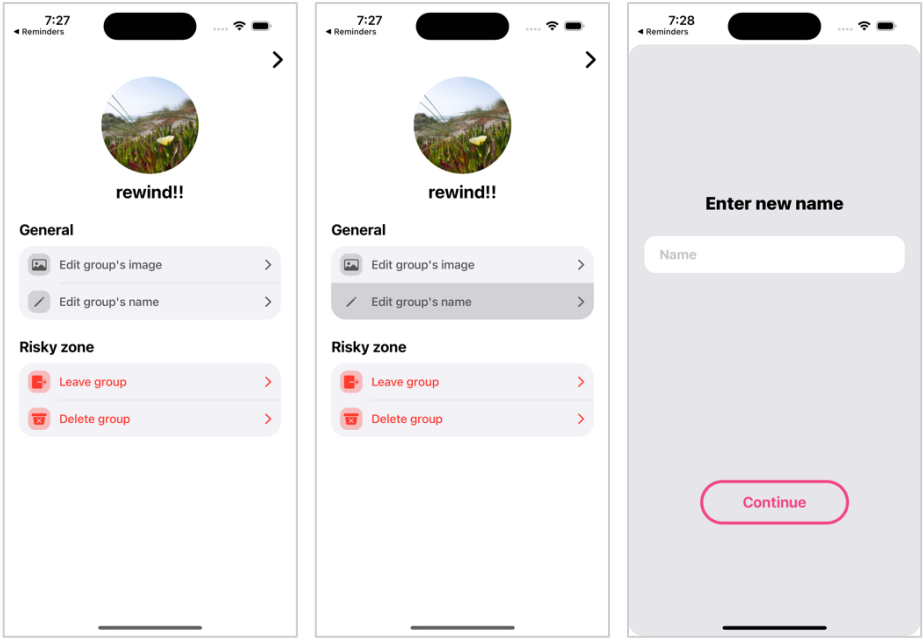 7:27
◀ Reminders
rewind!!
General
Edit group's image
Edit group's name
Risky zone
Leave group
Delete group
7:27
◀ Reminders
rewind!!
General
Edit group's image
Edit group's name
Risky zone
Leave group
Delete group
7:28
◀ Reminders
Enter new name
Name
Continue